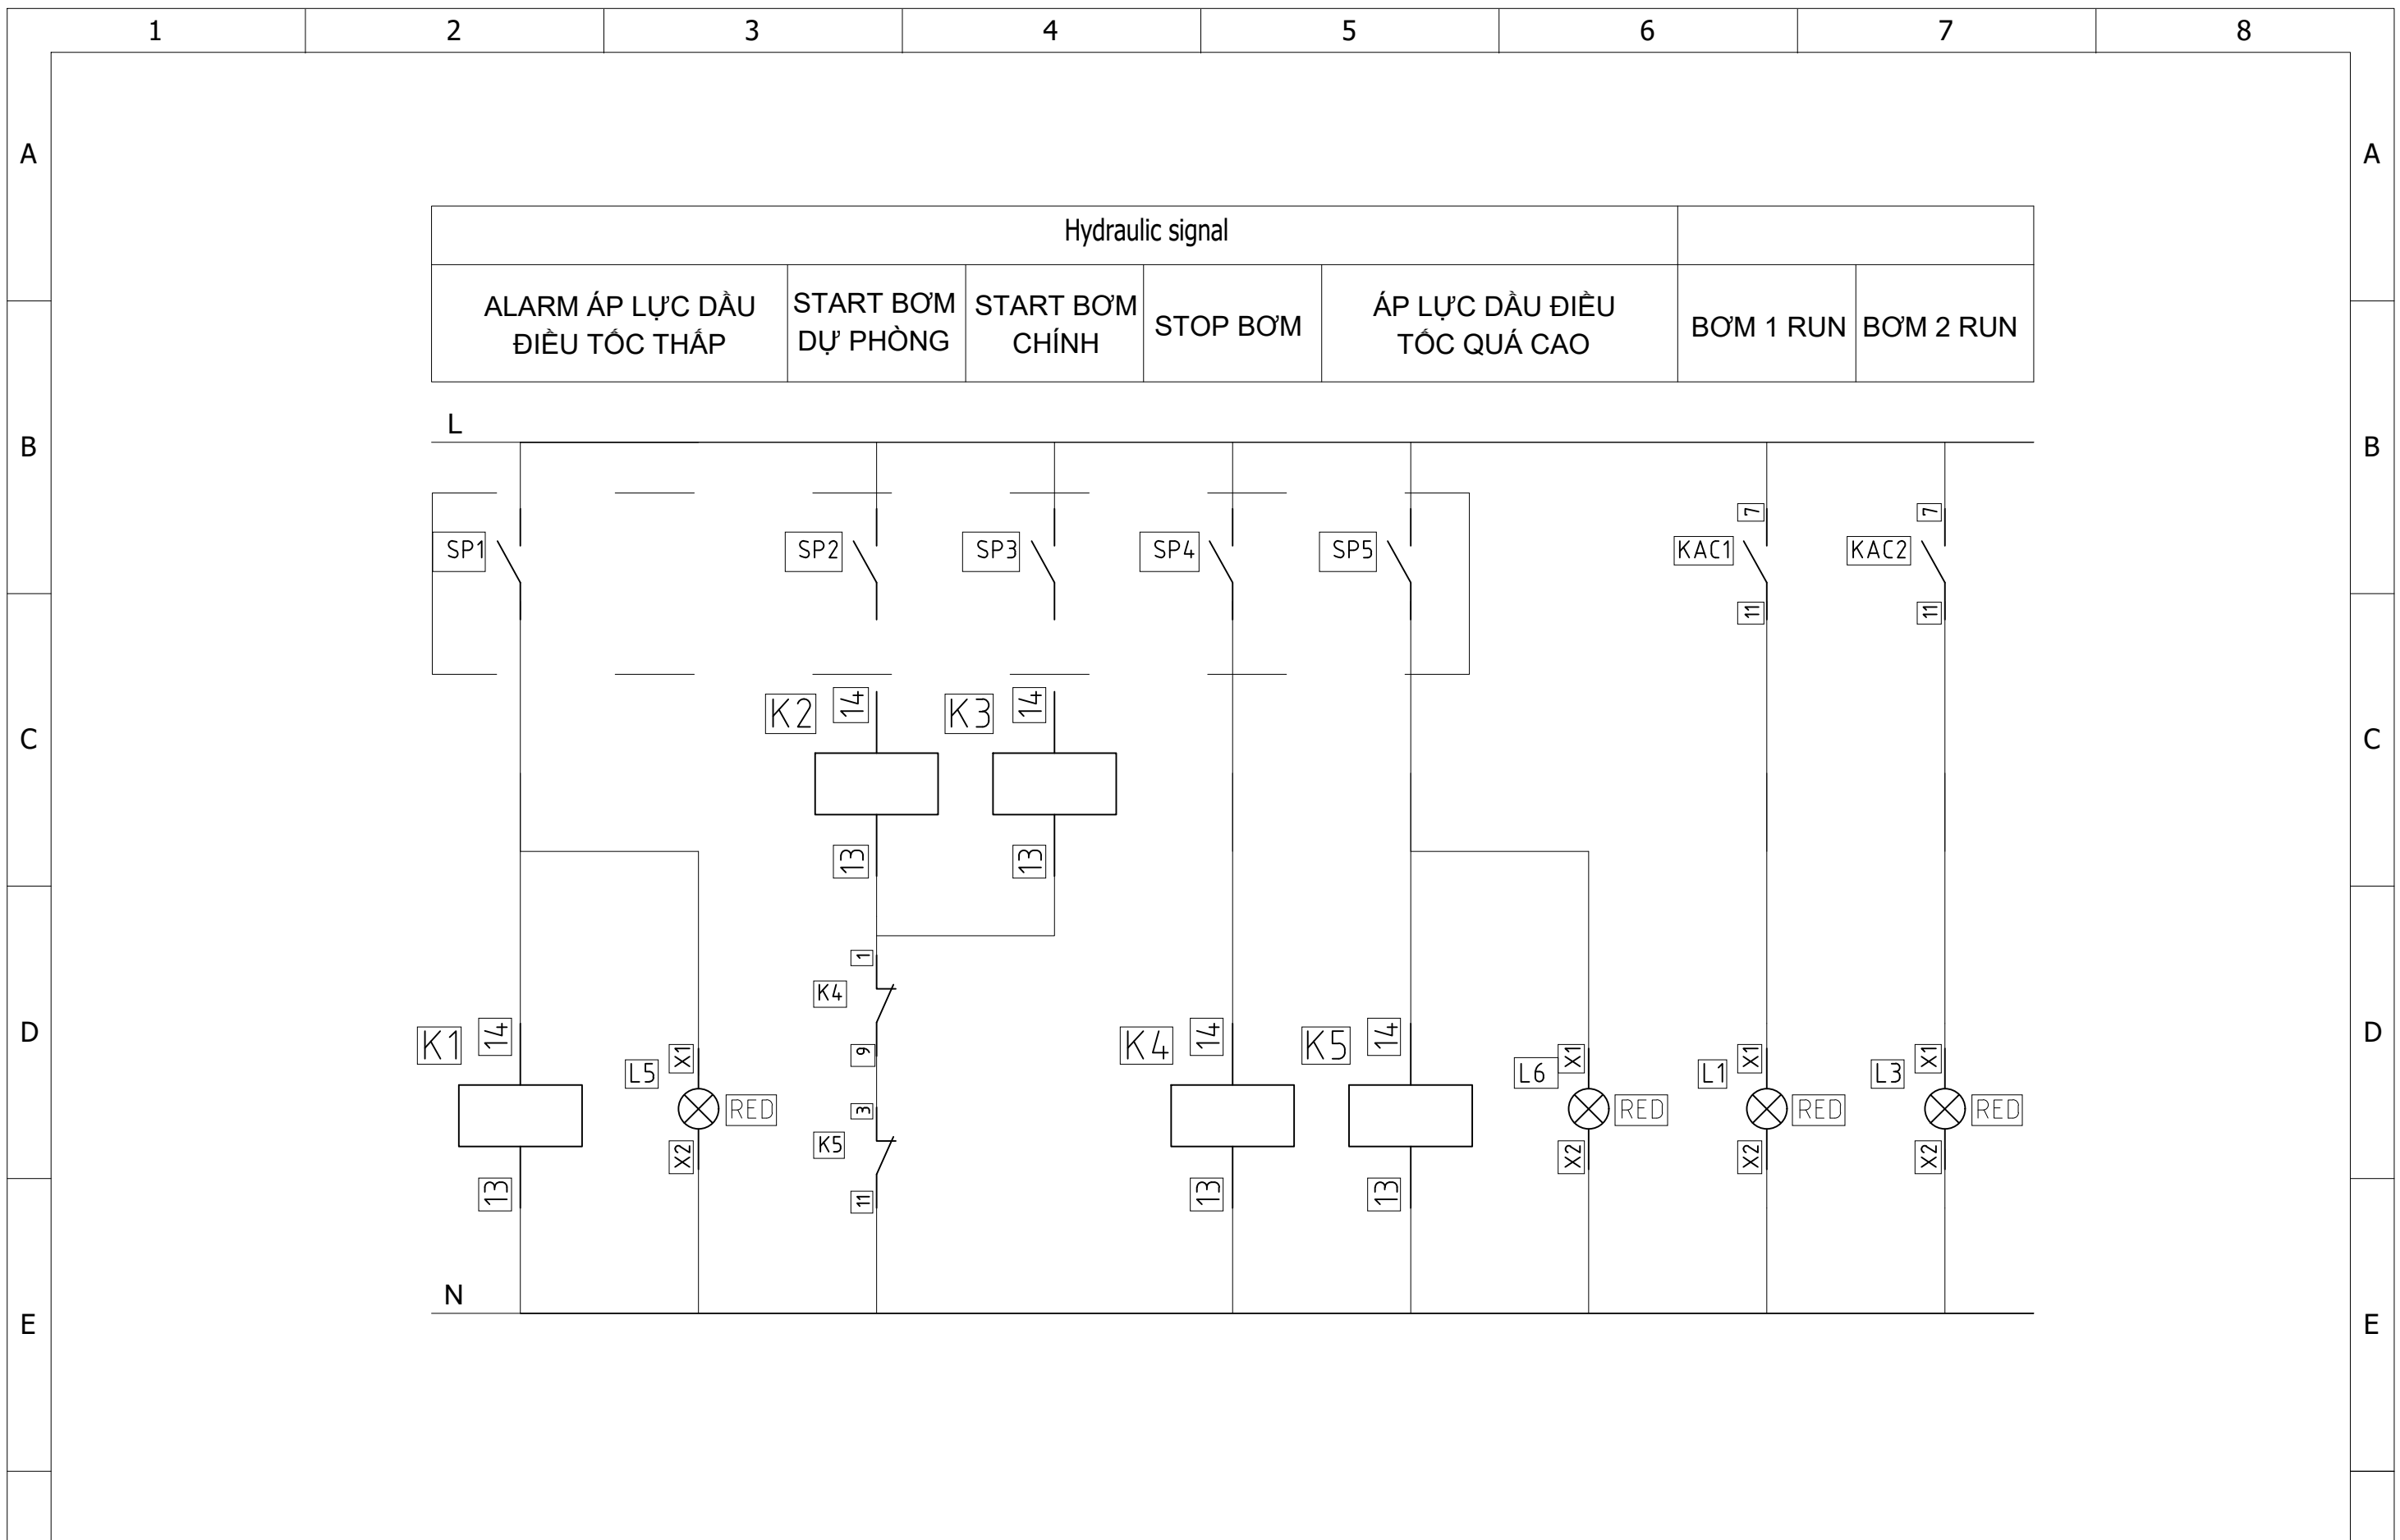 1 2 3 4 5 6 7 8
A A
Hydraulic signal
ALARM ÁP LỰC DẦU
ĐIỀU TỐC THẤP
START BƠM
DỰ PHÒNG
START BƠM
CHÍNH
STOP BƠM
ÁP LỰC DẦU ĐIỀU
TỐC QUÁ CAO
BƠM 1 RUN
BƠM 2 RUN
L
B B
7 7
SP1 SP2 SP3 SP4 SP5 KAC1 KAC2
11 11
K2 14 K3 14
C C
13 13
1
K4
9
D D
K1 14 K4 14 K5 14
L5 X1 L6 X1 L1 X1 L3 X1
RED RED RED RED
3
K5
X2 X2 X2 X2
13 11 13 13
N
E E